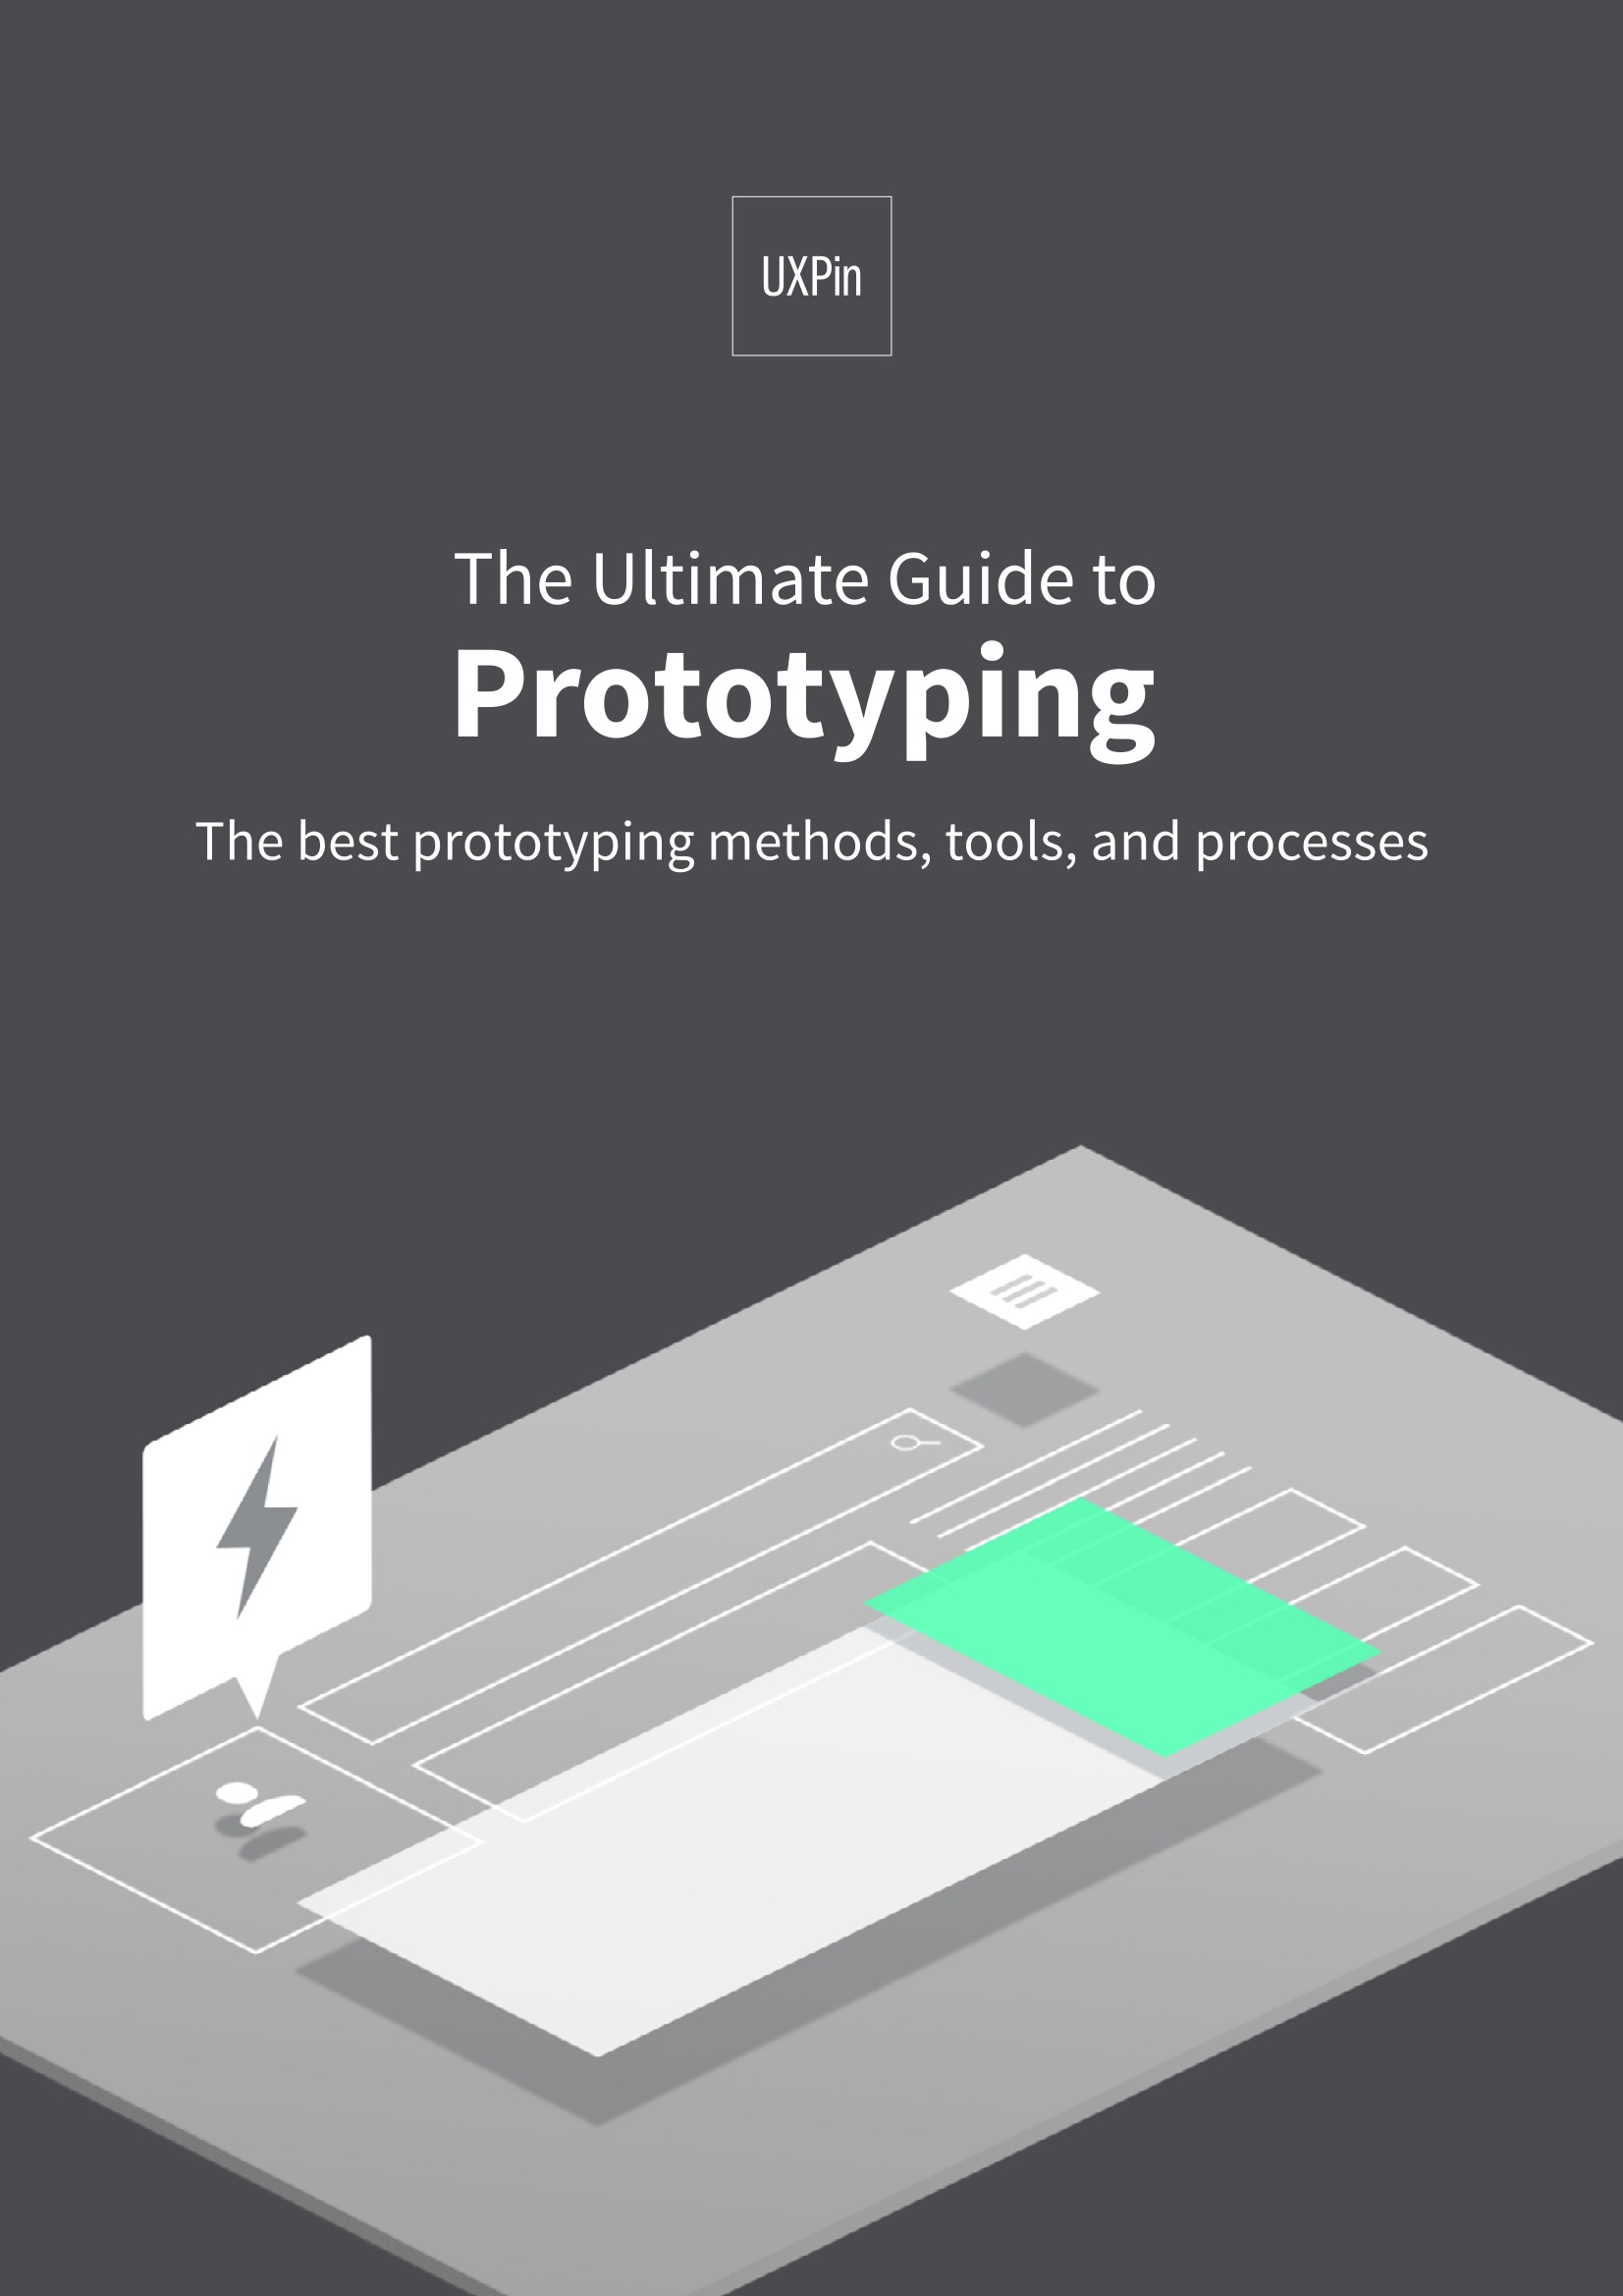 UXPin
The Ultimate Guide to
Prototyping
The best prototyping methods, tools, and processes